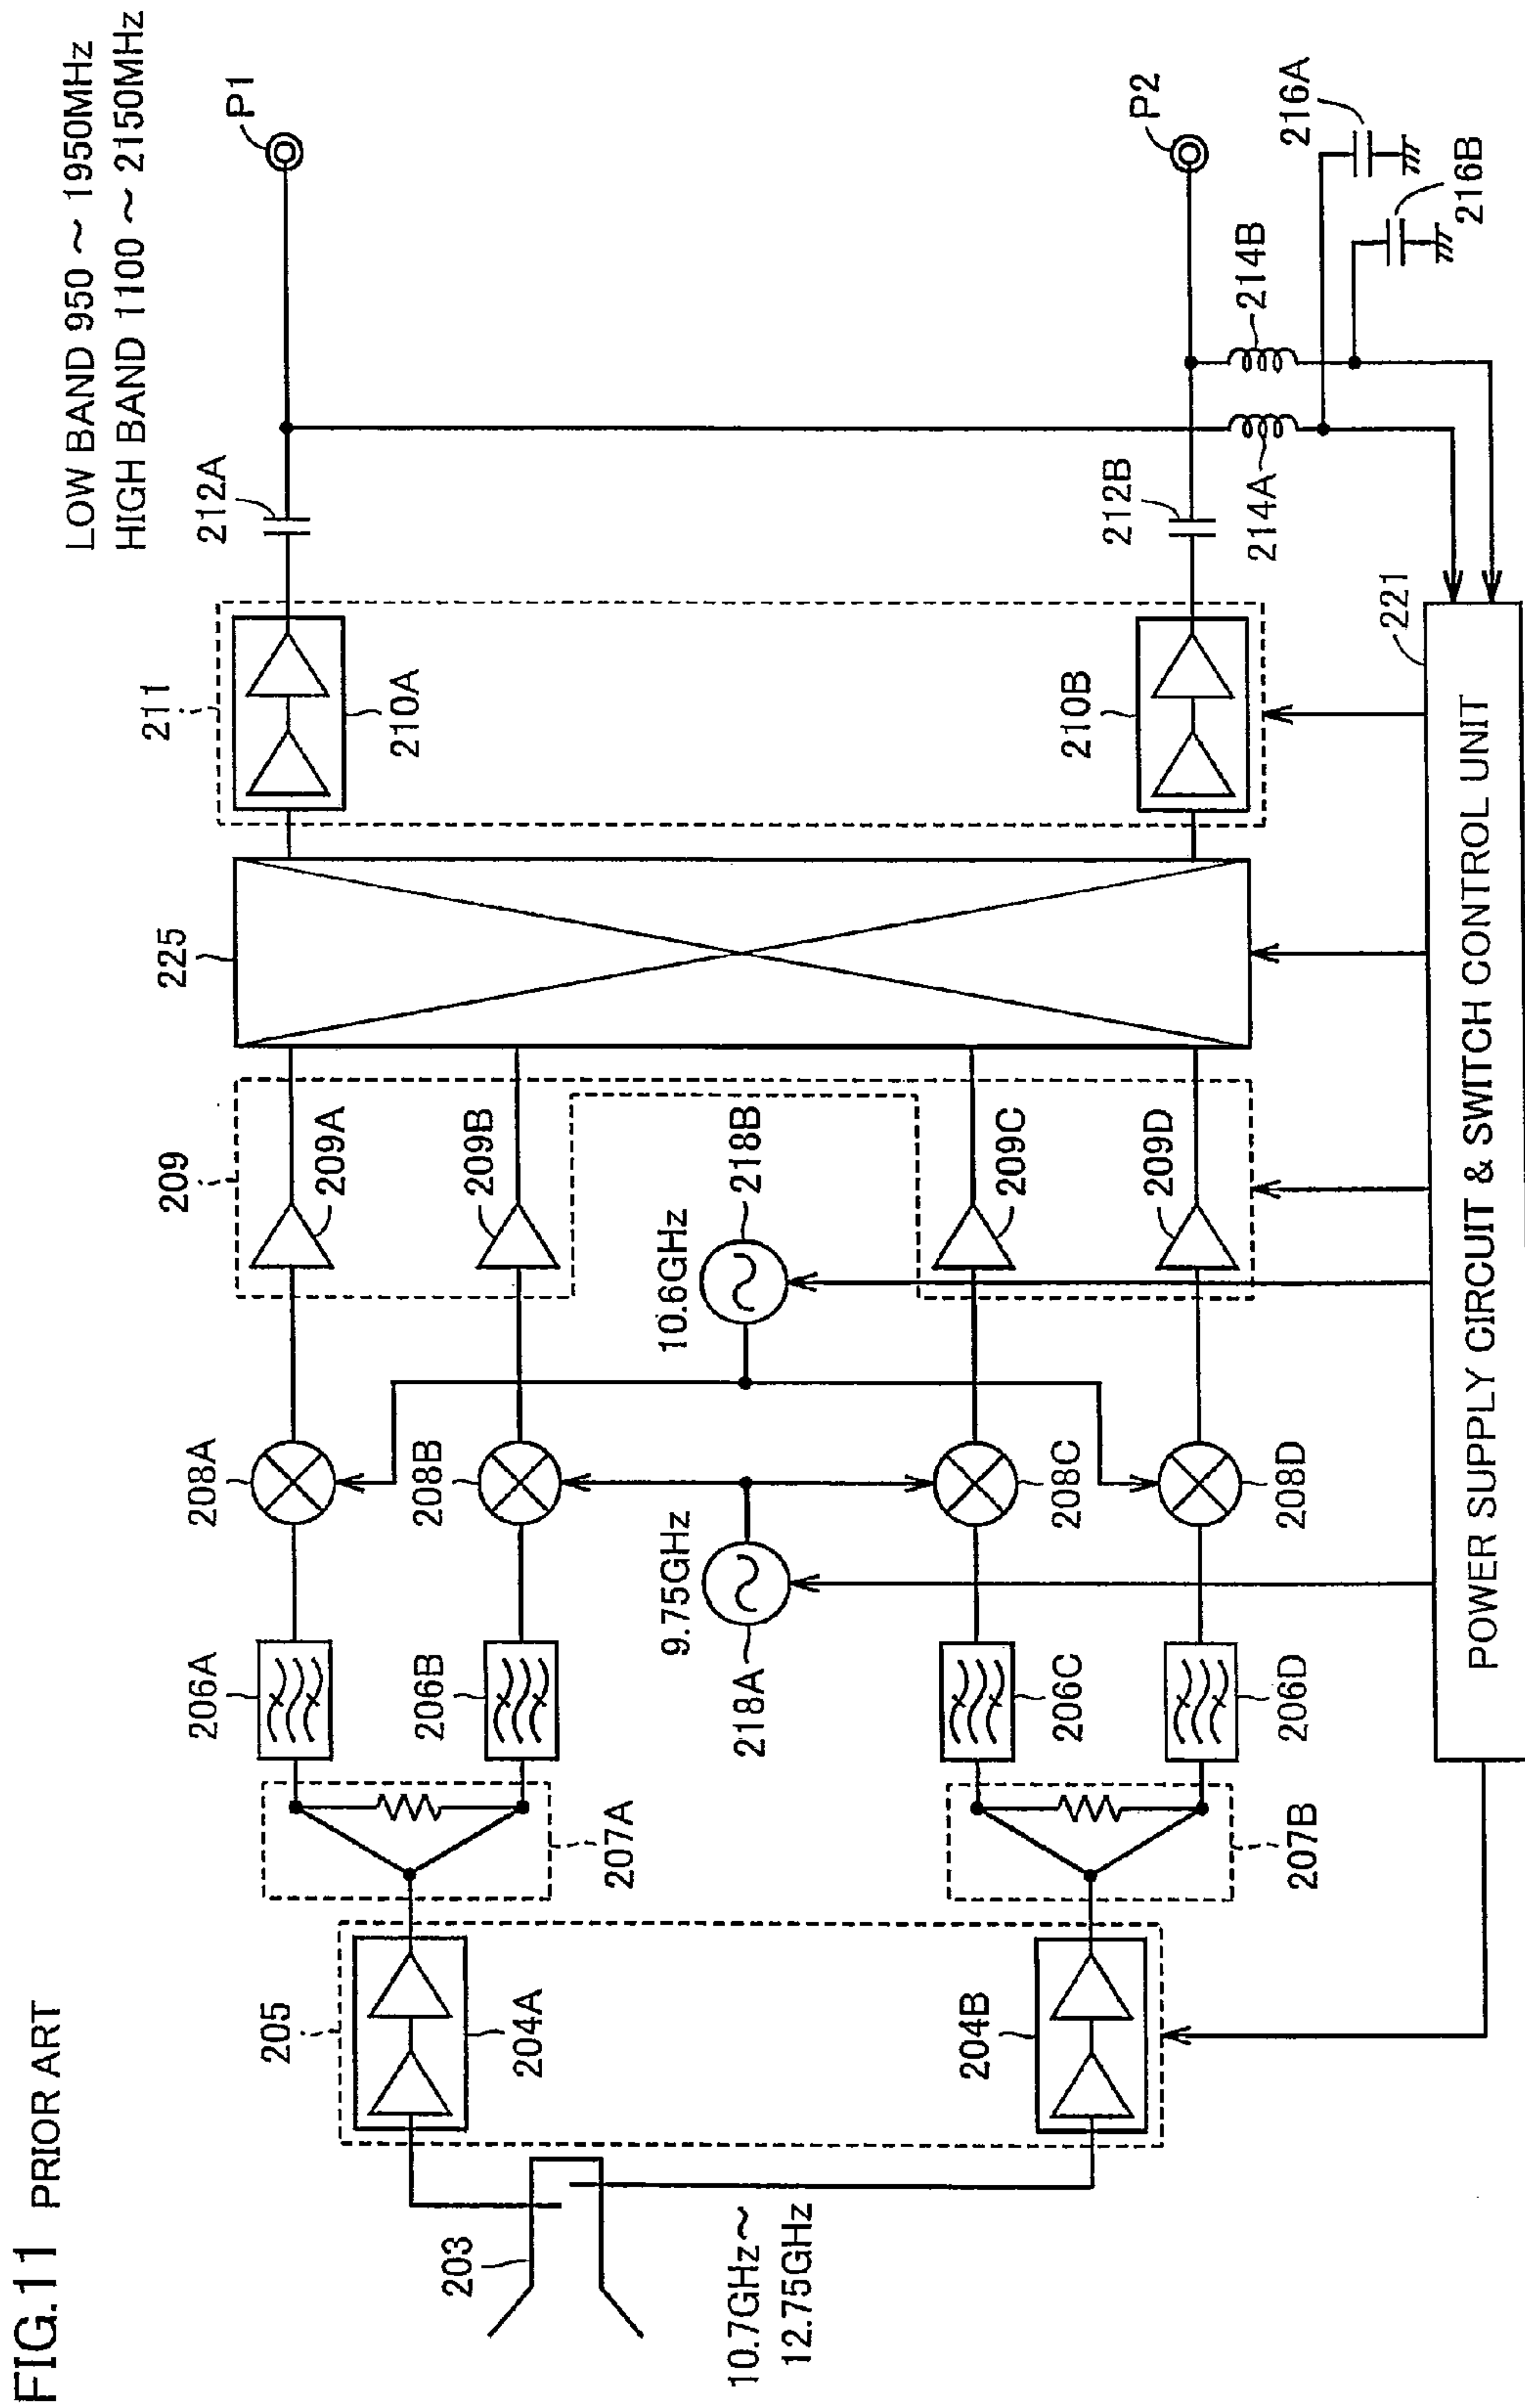 FIG.11 PRIOR ART
LOW BAND 950 ~ 1950MHz
HIGH BAND 1100 ~ 2150MHz
203
10.7GHz~
12.75GHz
205
204A
204B
207A
207B
206A
206B
206C
206D
208A
208B
208C
208D
9.75GHz
218A
10.6GHz
218B
209
209A
209B
209C
209D
225
211
210A
210B
212A
212B
214A
214B
216A
216B
P1
P2
221
POWER SUPPLY CIRCUIT & SWITCH CONTROL UNIT